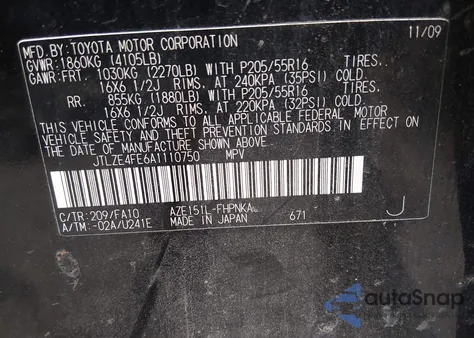 MFD. BY: TOYOTA MOTOR CORPORATION 11/09
GVWR: 1860KG (4105LB)
GAWR: FRT. 1030KG (2270LB) WITH P205/55R16 TIRES..
16X6 1/2J RIMS, AT 240KPA (35PSI) COLD.
RR. 855KG (1880LB) WITH P205/55R16 TIRES..
16X6 1/2J RIMS, AT 220KPA (32PSI) COLD.
THIS VEHICLE CONFORMS TO ALL APPLICABLE FEDERAL MOTOR
VEHICLE SAFETY, BUMPER, AND THEFT PREVENTION
STANDARDS IN EFFECT ON THE DATE OF MANUFACTURE
SHOWN ABOVE.
JTLZE4FE6A1110750 MPV
C/TR: 209/FA10 AZE151L-FHPNKA
A/TM: -02A/U241E MADE IN JAPAN 671 J
autoSnap